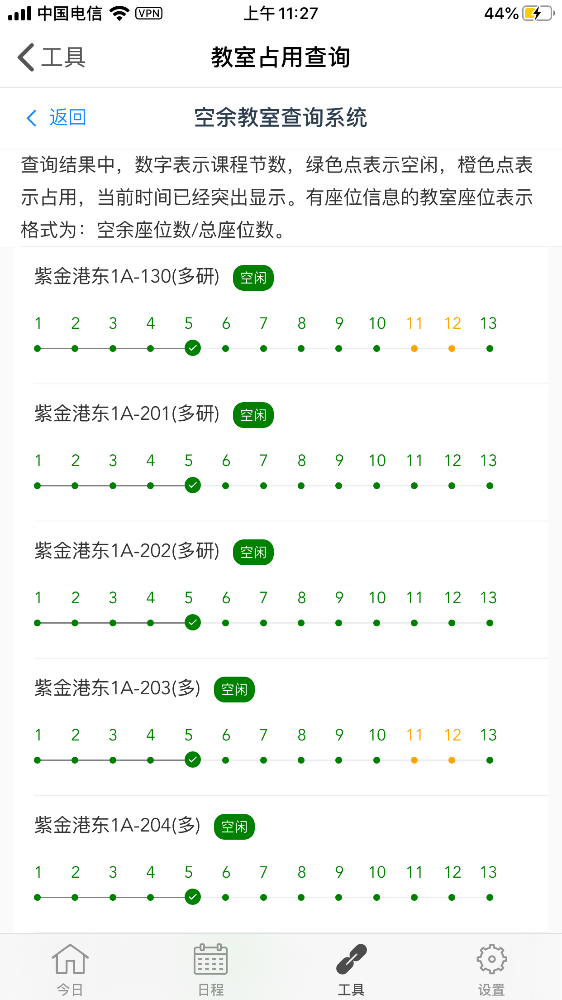 中国电信 VPN 上午11:27 44%
工具 教室占用查询
返回 空余教室查询系统
查询结果中，数字表示课程节数，绿色点表示空闲，橙色点表
示占用，当前时间已经突出显示。有座位信息的教室座位表示
格式为：空余座位数/总座位数。
紫金港东1A-130(多研) 空闲
1 2 3 4 5 6 7 8 9 10 11 12 13
紫金港东1A-201(多研) 空闲
1 2 3 4 5 6 7 8 9 10 11 12 13
紫金港东1A-202(多研) 空闲
1 2 3 4 5 6 7 8 9 10 11 12 13
紫金港东1A-203(多) 空闲
1 2 3 4 5 6 7 8 9 10 11 12 13
紫金港东1A-204(多) 空闲
1 2 3 4 5 6 7 8 9 10 11 12 13
今日 日程 工具 设置